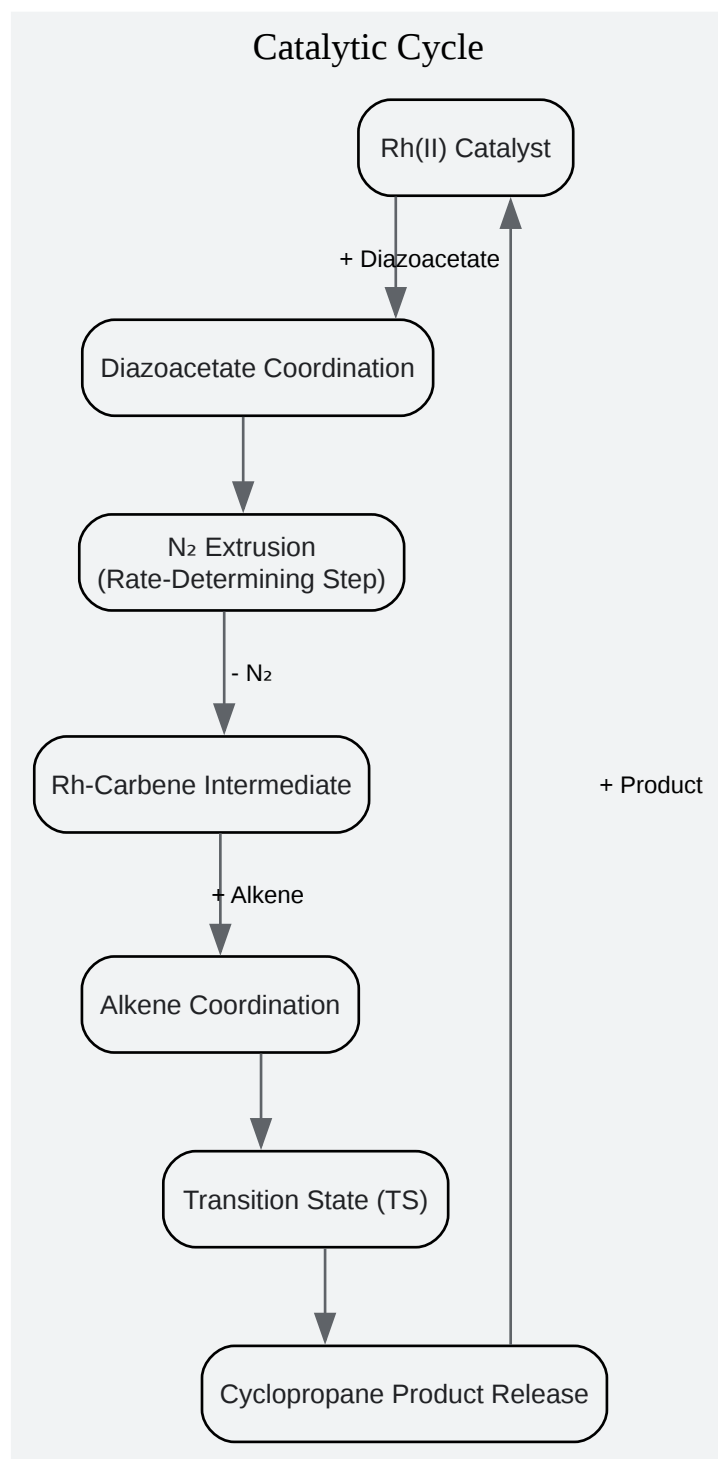 Catalytic Cycle
Rh(II) Catalyst
+ Diazoacetate
Diazoacetate Coordination
N₂ Extrusion
(Rate-Determining Step)
- N₂
Rh-Carbene Intermediate
+ Product
+ Alkene
Alkene Coordination
Transition State (TS)
Cyclopropane Product Release